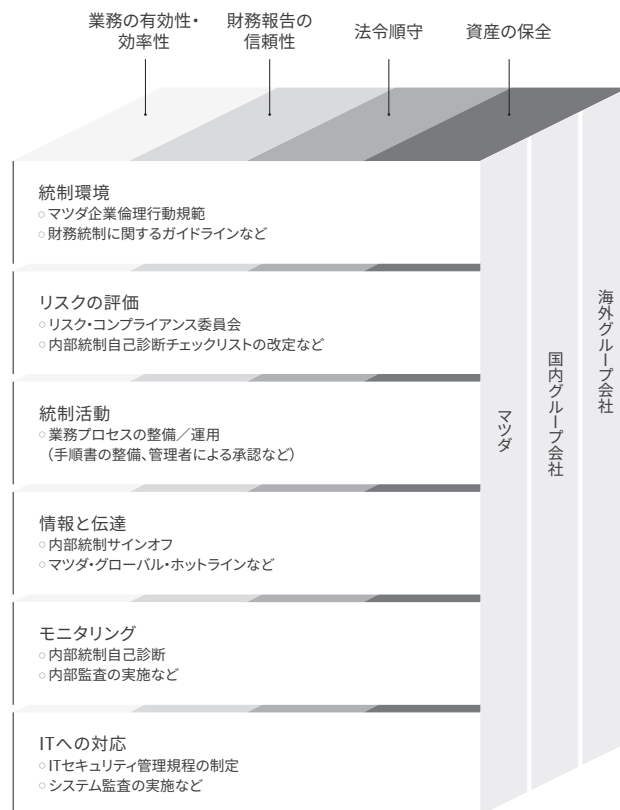 業務の有効性・
効率性
財務報告の
信頼性
法令順守
資産の保全
統制環境
○マツダ企業倫理行動規範
○財務統制に関するガイドラインなど
リスクの評価
○リスク・コンプライアンス委員会
○内部統制自己診断チェックリストの改定など
統制活動
○業務プロセスの整備／運用
（手順書の整備、管理者による承認など）
情報と伝達
○内部統制サインオフ
○マツダ・グローバル・ホットラインなど
モニタリング
○内部統制自己診断
○内部監査の実施など
ITへの対応
○ITセキュリティ管理規程の制定
○システム監査の実施など
マツダ
国内グループ会社
海外グループ会社